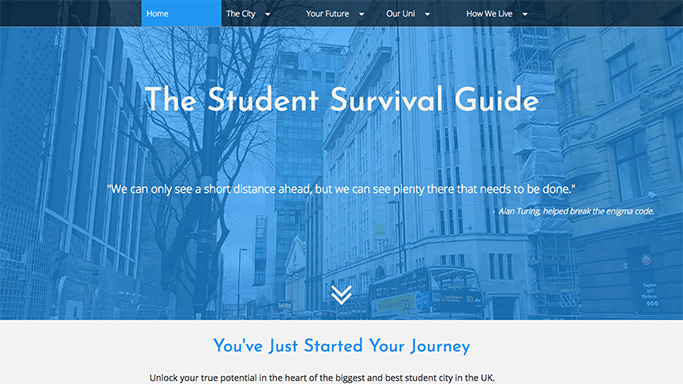 Home The City Your Future Our Uni How We Live
The Student Survival Guide
"We can only see a short distance ahead, but we can see plenty there that needs to be done."
- Alan Turing, helped break the enigma code.
50
You've Just Started Your Journey
Unlock your true potential in the heart of the biggest and best student city in the UK.